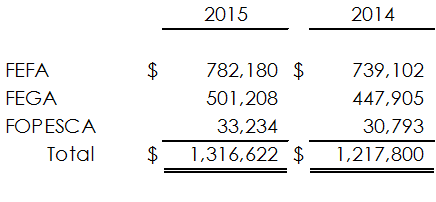 2015 2014
FEFA $ 782,180 $ 739,102
FEGA 501,208 447,905
FOPESCA 33,234 30,793
Total $ 1,316,622 $ 1,217,800